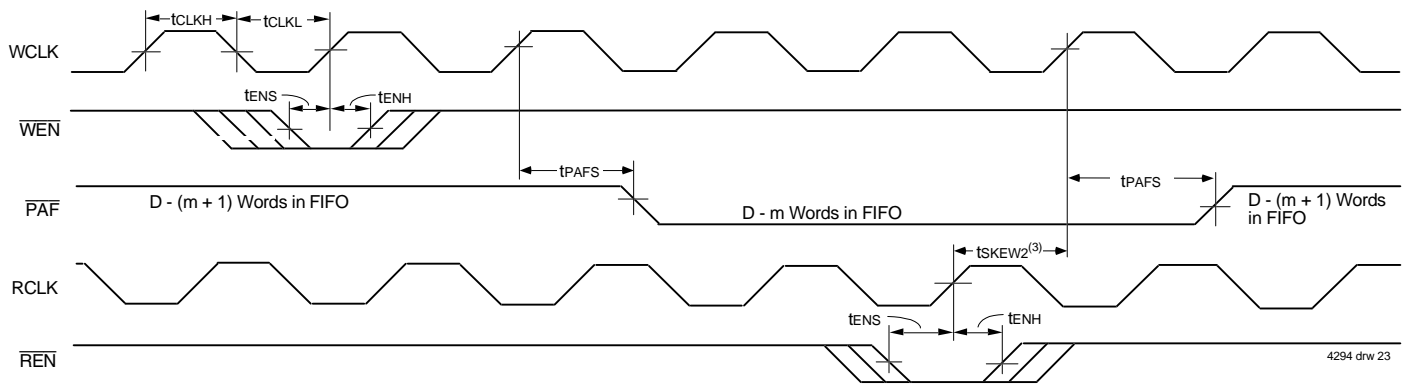 tCLKH
tCLKL
WCLK
tENS
tENH
WEN
tPAFS
tPAFS
PAF
D - (m + 1) Words in FIFO
D - m Words in FIFO
D - (m + 1) Words
in FIFO
tSKEW2(3)
RCLK
tENS
tENH
REN
4294 drw 23